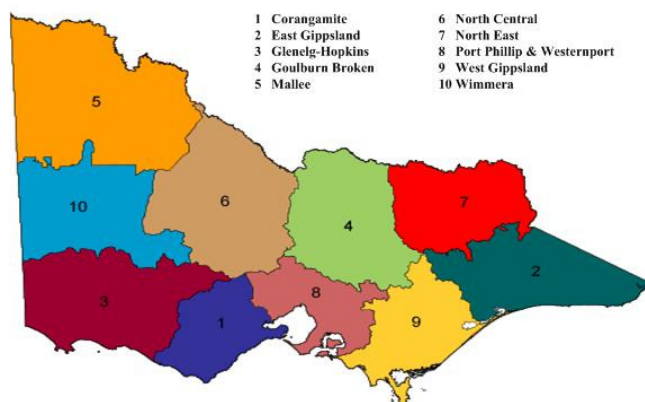 1 Corangamite
2 East Gippsland
3 Glenelg-Hopkins
4 Goulburn Broken
5 Mallee
6 North Central
7 North East
8 Port Phillip & Westernport
9 West Gippsland
10 Wimmera
5
10
6
4
7
2
3
8
1
9